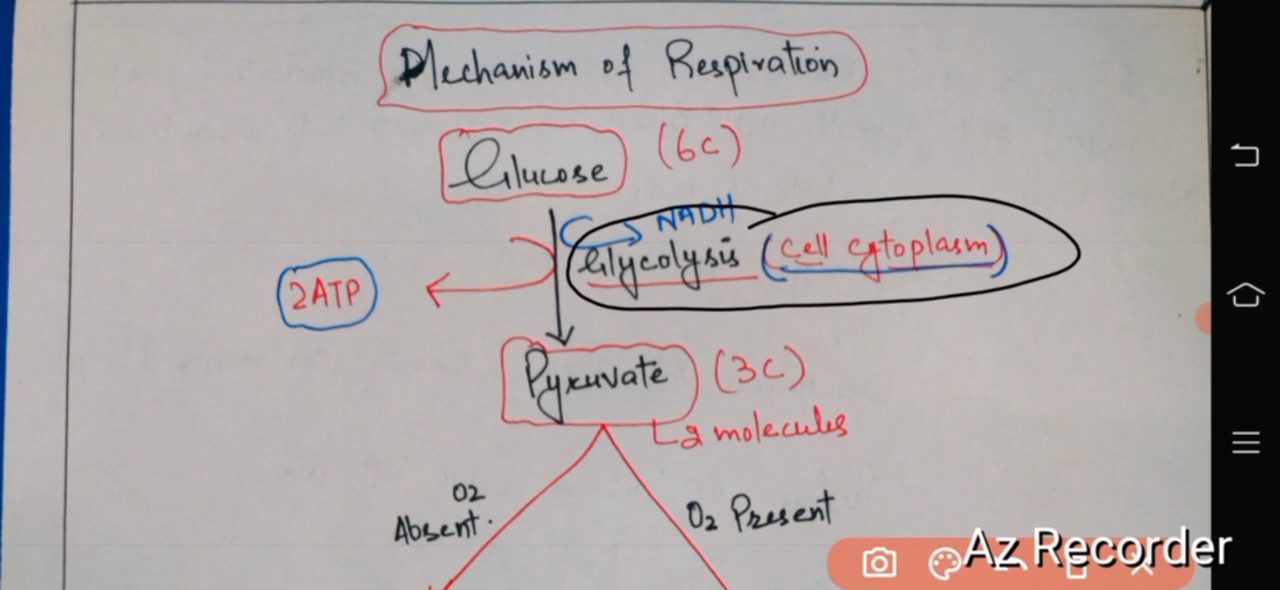 Mechanism of Respiration
Glucose (6C)
NADH
Glycolysis (cell cytoplasm)
2ATP
Pyruvate (3C)
2 molecules
O2
Absent.
O2 Present
Az Recorder